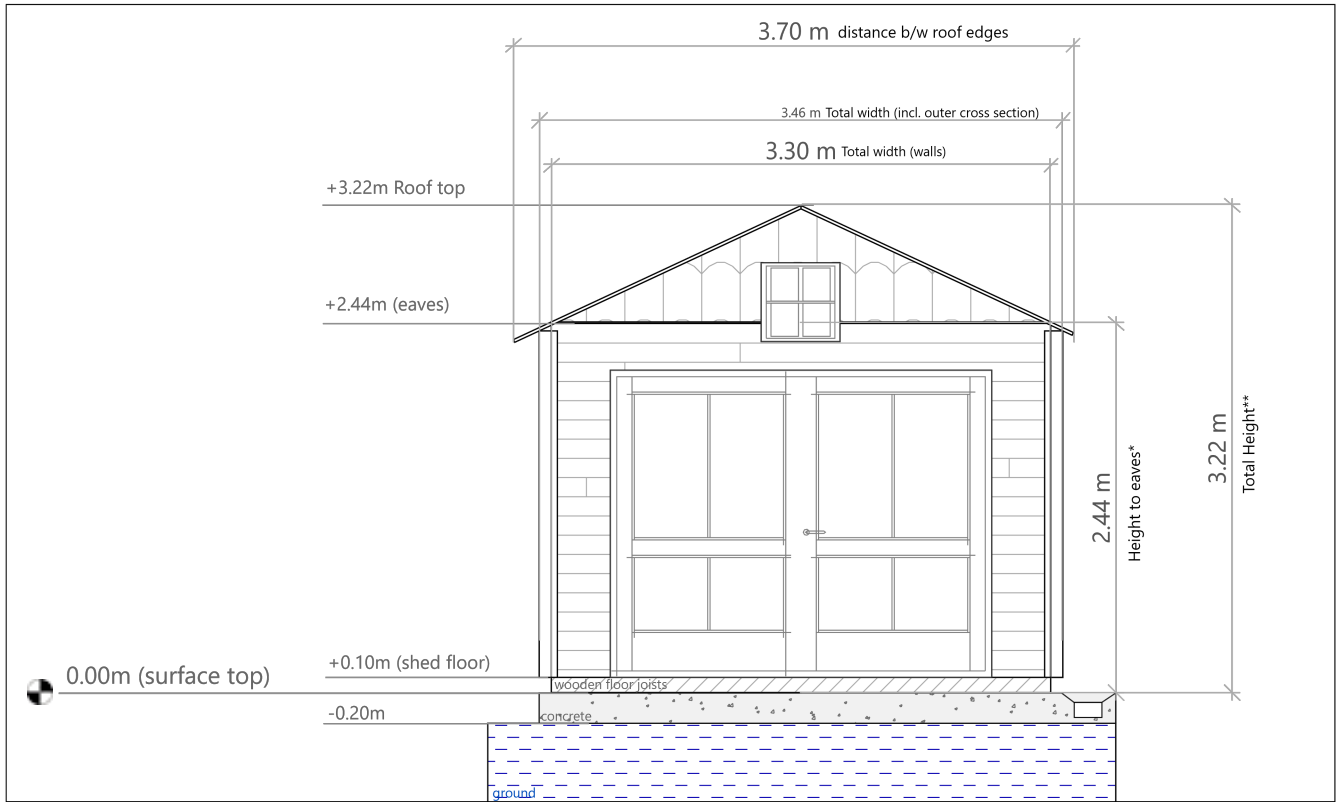 3.70 m distance b/w roof edges
3.46 m Total width (incl. outer cross section)
3.30 m Total width (walls)
+3.22m Roof top
+2.44m (eaves)
3.22 m
Total Height**
2.44 m
Height to eaves*
+0.10m (shed floor)
0.00m (surface top)
wooden floor joists
-0.20m
concrete
ground